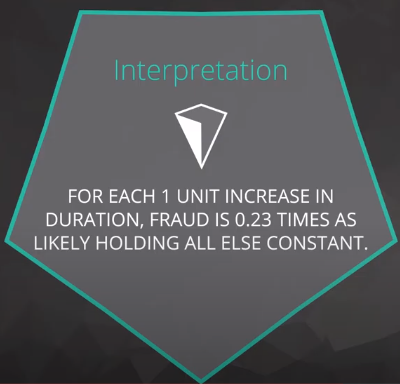 Interpretation
FOR EACH 1 UNIT INCREASE IN
DURATION, FRAUD IS 0.23 TIMES AS
LIKELY HOLDING ALL ELSE CONSTANT.